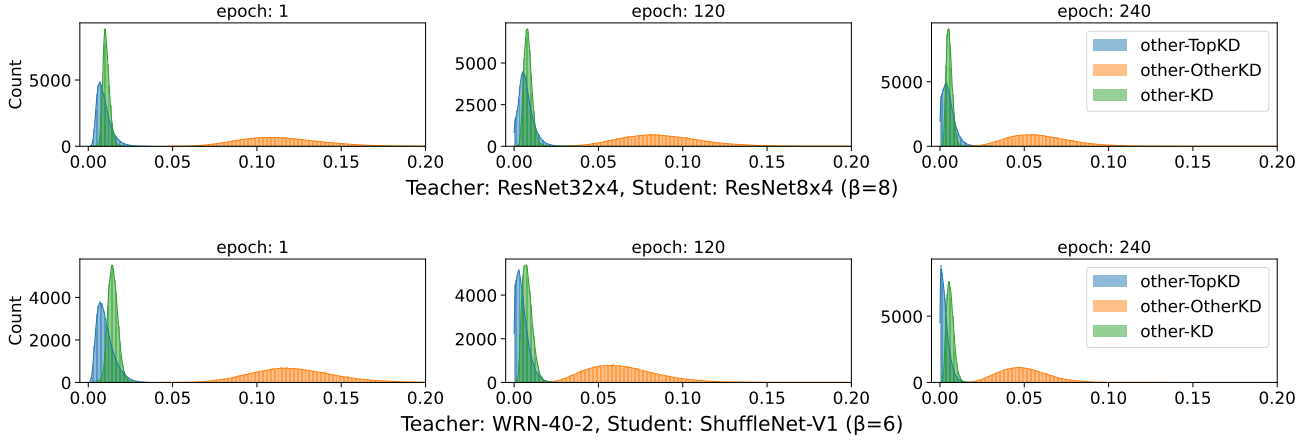 epoch: 1
epoch: 120
epoch: 240
Count
5000
0
0.00 0.05 0.10 0.15 0.20
5000
2500
0
0.00 0.05 0.10 0.15 0.20
5000
0
0.00 0.05 0.10 0.15 0.20
other-TopKD
other-OtherKD
other-KD
Teacher: ResNet32x4, Student: ResNet8x4 (β=8)
epoch: 1
epoch: 120
epoch: 240
Count
4000
2000
0
0.00 0.05 0.10 0.15 0.20
4000
2000
0
0.00 0.05 0.10 0.15 0.20
5000
0
0.00 0.05 0.10 0.15 0.20
other-TopKD
other-OtherKD
other-KD
Teacher: WRN-40-2, Student: ShuffleNet-V1 (β=6)